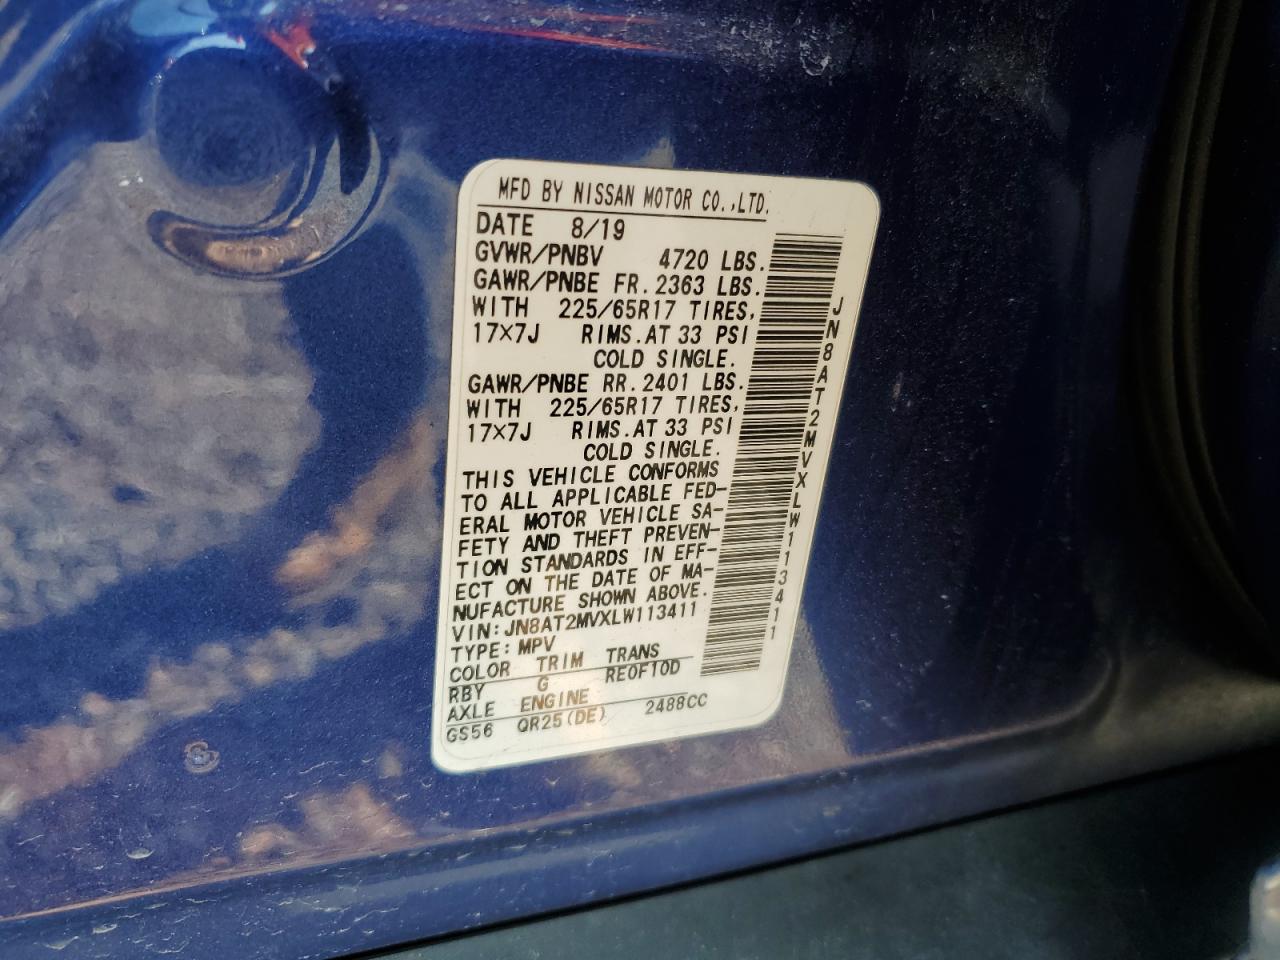 MFD BY NISSAN MOTOR CO.,LTD.
DATE 8/19
GVWR/PNBV 4720 LBS.
GAWR/PNBE FR. 2363 LBS.
WITH 225/65R17 TIRES,
17×7J RIMS. AT 33 PSI
COLD SINGLE.
GAWR/PNBE RR. 2401 LBS.
WITH 225/65R17 TIRES,
17×7J RIMS. AT 33 PSI
COLD SINGLE.
THIS VEHICLE CONFORMS
TO ALL APPLICABLE FED-
ERAL MOTOR VEHICLE SA-
FETY AND THEFT PREVEN-
TION STANDARDS IN EFF-
ECT ON THE DATE OF MA-
NUFACTURE SHOWN ABOVE.
VIN: JN8AT2MVXLW113411
TYPE: MPV
COLOR TRIM TRANS
RBY G RE0F10D
AXLE ENGINE
GS56 QR25(DE) 2488CC
JN8AT2MVXLW113411